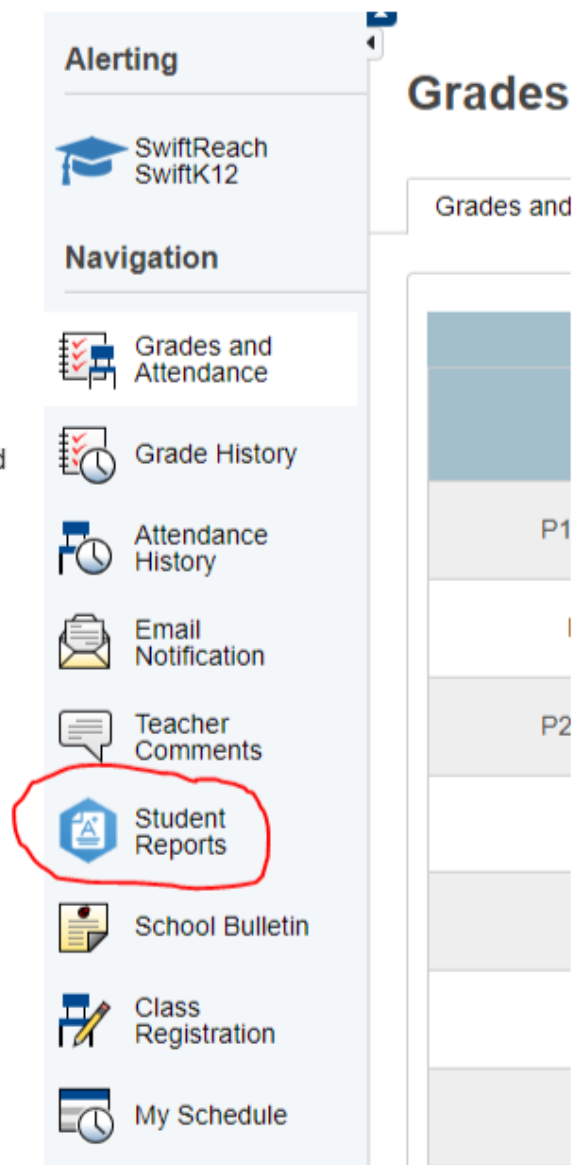 Alerting
SwiftReach
SwiftK12
Navigation
Grades and
Attendance
Grade History
Attendance
History
Email
Notification
Teacher
Comments
Student
Reports
School Bulletin
Class
Registration
My Schedule
Grades
Grades and
P1
P2